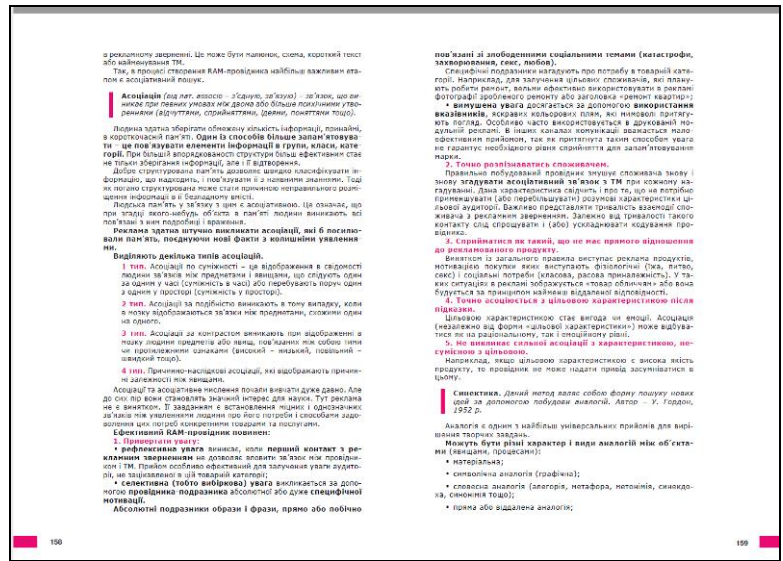 в рекламному зверненні. Це може бути малюнок, схема, короткий текст
або найменування ТМ.
Так, в процесі створення RAM-провідника найбільш важливим ета-
пом є асоціативний пошук.
Асоціація (від лат. associo – з'єдную, зв'язую) – зв'язок, що ви-
никає при певних умовах між двома або більше психічними утво-
реннями (відчуттями, сприйняттями, ідеями, поняттями тощо).
Людина здатна зберігати обмежену кількість інформації, принаймні,
в короткочасній пам'яті. Один із способів більше запам'ятовува-
ти – це пов'язувати елементи інформації в групи, класи, кате-
горії. При більшій впорядкованості структури більш ефективним стає
не тільки зберігання інформації, але і її відтворення.
Добре структурована пам'ять дозволяє швидко класифікувати ін-
формацію, що надходить, і пов'язувати її з наявними знаннями. Тоді
як погано структурована може стати причиною неправильного розмі-
щення інформації в її безладному вмісті.
Людська пам'ять у зв'язку з цим є асоціативною. Це означає, що
при згадці якого-небудь об'єкта в пам'яті людини виникають всі
пов'язані з ним подробиці і враження.
Реклама здатна штучно викликати асоціації, які б посилю-
вали пам'ять, поєднуючи нові факти з колишніми уявлення-
ми.
Виділяють декілька типів асоціацій.
1 тип. Асоціації по суміжності – це відображення в свідомості
людини зв'язків між предметами і явищами, що слідують один
за одним у часі (суміжність в часі) або перебувають поруч один
з одним у просторі (суміжність у просторі).
2 тип. Асоціації за подібністю виникають в тому випадку, коли
в мозку відображаються зв'язки між предметами, схожими один
на одного.
3 тип. Асоціації за контрастом виникають при відображенні в
мозку людини предметів або явищ, пов'язаних між собою тими
чи протилежними ознаками (високий – низький, повільний –
швидкий тощо).
4 тип. Причинно-наслідкові асоціації, які відображають причин-
ні залежності між явищами.
Асоціації та асоціативне мислення почали вивчати дуже давно. Але
до сих пір вони становлять значний інтерес для науки. Тут реклама
не є винятком. Її завданням є встановлення міцних і однозначних
зв'язків між уявленнями людини про його потреби і способами задо-
волення цих потреб конкретними товарами та послугами.
Ефективний RAM-провідник повинен:
1. Привертати увагу:
• рефлексивна увага виникає, коли перший контакт з ре-
кламним зверненням не дозволяє вловити зв'язок між провідни-
ком і ТМ. Прийом особливо ефективний для залучення уваги аудито-
рії, не зацікавленої в цій товарній категорії;
• селективна (тобто вибіркова) увага викликається за допо-
могою провідника-подразника абсолютної або дуже специфічної
мотивації.
Абсолютні подразники образи і фрази, прямо або побічно
158
пов'язані зі злободенними соціальними темами (катастрофи,
захворювання, секс, любов).
Специфічні подразники нагадують про потребу в товарній кате-
горії. Наприклад, для залучення цільових споживачів, які плану-
ють робити ремонт, вельми ефективно використовувати в рекламі
фотографії зробленого ремонту або заголовка «ремонт квартир»;
• вимушена увага досягається за допомогою використання
вказівників, яскравих кольорових плям, які мимоволі притягу-
ють погляд. Особливо часто використовується в друкованій мо-
дульній рекламі. В інших каналах комунікації вважається мало-
ефективним прийомом, так як притягнута таким способом увага
не гарантує необхідного рівня сприйняття для запам'ятовування
марки.
2. Точно розпізнаватись споживачем.
Правильно побудований провідник змушує споживача знову і
знову згадувати асоціативний зв'язок з ТМ при кожному на-
гадуванні. Дана характеристика свідчить і про те, що не потрібно
применшувати (або перебільшувати) розумові характеристики ці-
льової аудиторії. Важливо представляти тривалість взаємодії спо-
живача з рекламним зверненням. Залежно від тривалості такого
контакту слід спрощувати і (або) ускладнювати кодування про-
відника.
3. Сприйматися як такий, що не має прямого відношення
до рекламованого продукту.
Винятком із загального правила виступає реклама продуктів,
мотивацією покупки яких виступають фізіологічні (їжа, питво,
секс) і соціальні потреби (класова, расова приналежність). У та-
ких ситуаціях в рекламі зображується «товар обличчям» або вона
будується за принципом найменш віддаленої відповідності.
4. Точно асоціюється з цільовою характеристикою після
підказки.
Цільовою характеристикою стає вигода чи емоції. Асоціація
(незалежно від форми «цільової характеристики») може відбува-
тися як на раціональному, так і емоційному рівні.
5. Не викликає сильної асоціації з характеристикою, не-
сумісною з цільовою.
Наприклад, якщо цільовою характеристикою є висока якість
продукту, то провідник не може надати привід засумніватися в
цьому.
Синектика. Даний метод являє собою форму пошуку нових
ідей за допомогою побудови аналогій. Автор – У. Гордон,
1952 р.
Аналогія є одним з найбільш універсальних прийомів для вирі-
шення творчих завдань.
Можуть бути різні характер і види аналогій між об'єкта-
ми (явищами, процесами):
• матеріальна;
• символічна аналогія (графічна);
• словесна аналогія (алегорія, метафора, метонімія, синекдо-
ха, синонімія тощо);
• пряма або віддалена аналогія;
159